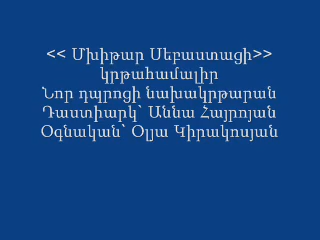 << Մխիթար Սեբաստացի>>
կրթահամալիր
Նոր դպրոցի նախակրթարան
Դաստիարկ` Աննա Հայրոյան
Օգնական` Օլյա Կիրակոսյան